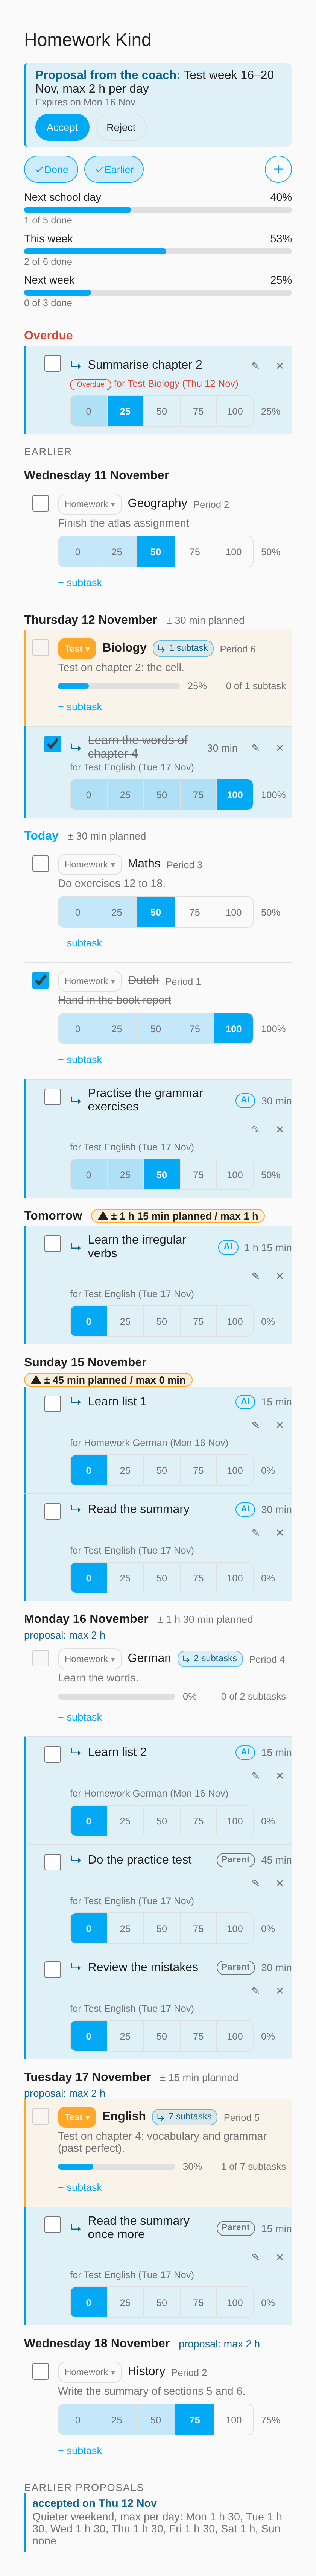 Homework Kind
Proposal from the coach: Test week 16–20
Nov, max 2 h per day
Expires on Mon 16 Nov
Accept Reject
✓Done ✓Earlier +
Next school day 40%
1 of 5 done
This week 53%
2 of 6 done
Next week 25%
0 of 3 done
Overdue
Summarise chapter 2
Overdue for Test Biology (Thu 12 Nov)
0 25 50 75 100 25%
EARLIER
Wednesday 11 November
Homework ▾ Geography Period 2
Finish the atlas assignment
0 25 50 75 100 50%
+ subtask
Thursday 12 November ± 30 min planned
Test ▾ Biology 1 subtask Period 6
Test on chapter 2: the cell.
25% 0 of 1 subtask
+ subtask
Learn the words of 30 min
chapter 4
for Test English (Tue 17 Nov)
0 25 50 75 100 100%
Today ± 30 min planned
Homework ▾ Maths Period 3
Do exercises 12 to 18.
0 25 50 75 100 50%
+ subtask
Homework ▾ Dutch Period 1
Hand in the book report
0 25 50 75 100 100%
+ subtask
Practise the grammar AI 30 min
exercises
for Test English (Tue 17 Nov)
0 25 50 75 100 50%
Tomorrow ⚠ ± 1 h 15 min planned / max 1 h
Learn the irregular AI 1 h 15 min
verbs
for Test English (Tue 17 Nov)
0 25 50 75 100 0%
Sunday 15 November
⚠ ± 45 min planned / max 0 min
Learn list 1 AI 15 min
for Homework German (Mon 16 Nov)
0 25 50 75 100 0%
Read the summary AI 30 min
for Test English (Tue 17 Nov)
0 25 50 75 100 0%
Monday 16 November ± 1 h 30 min planned
proposal: max 2 h
Homework ▾ German 2 subtasks Period 4
Learn the words.
0% 0 of 2 subtasks
+ subtask
Learn list 2 AI 15 min
for Homework German (Mon 16 Nov)
0 25 50 75 100 0%
Do the practice test Parent 45 min
for Test English (Tue 17 Nov)
0 25 50 75 100 0%
Review the mistakes Parent 30 min
for Test English (Tue 17 Nov)
0 25 50 75 100 0%
Tuesday 17 November ± 15 min planned
proposal: max 2 h
Test ▾ English 7 subtasks Period 5
Test on chapter 4: vocabulary and grammar
(past perfect).
30% 1 of 7 subtasks
+ subtask
Read the summary Parent 15 min
once more
for Test English (Tue 17 Nov)
0 25 50 75 100 0%
Wednesday 18 November proposal: max 2 h
Homework ▾ History Period 2
Write the summary of sections 5 and 6.
0 25 50 75 100 75%
+ subtask
EARLIER PROPOSALS
accepted on Thu 12 Nov
Quieter weekend, max per day: Mon 1 h 30, Tue 1 h
30, Wed 1 h 30, Thu 1 h 30, Fri 1 h 30, Sat 1 h, Sun
none